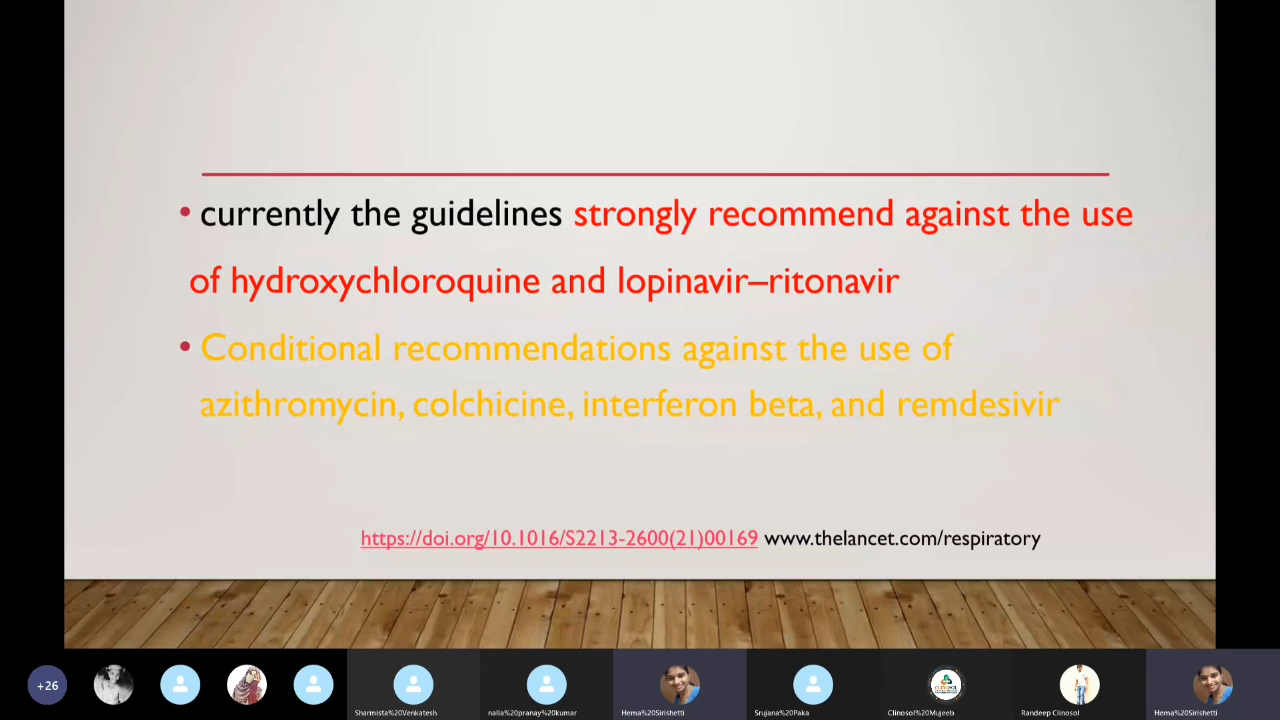 • currently the guidelines strongly recommend against the use
of hydroxychloroquine and lopinavir–ritonavir
• Conditional recommendations against the use of
azithromycin, colchicine, interferon beta, and remdesivir
https://doi.org/10.1016/S2213-2600(21)00169 www.thelancet.com/respiratory
+26
Sharmista%20Venkatesh
nalla%20pranay%20kumar
Hema%20Sirishetti
Srujana%20Paka
Clinosol%20Mujeeb
Randeep Clinosol
Hema%20Sirishetti